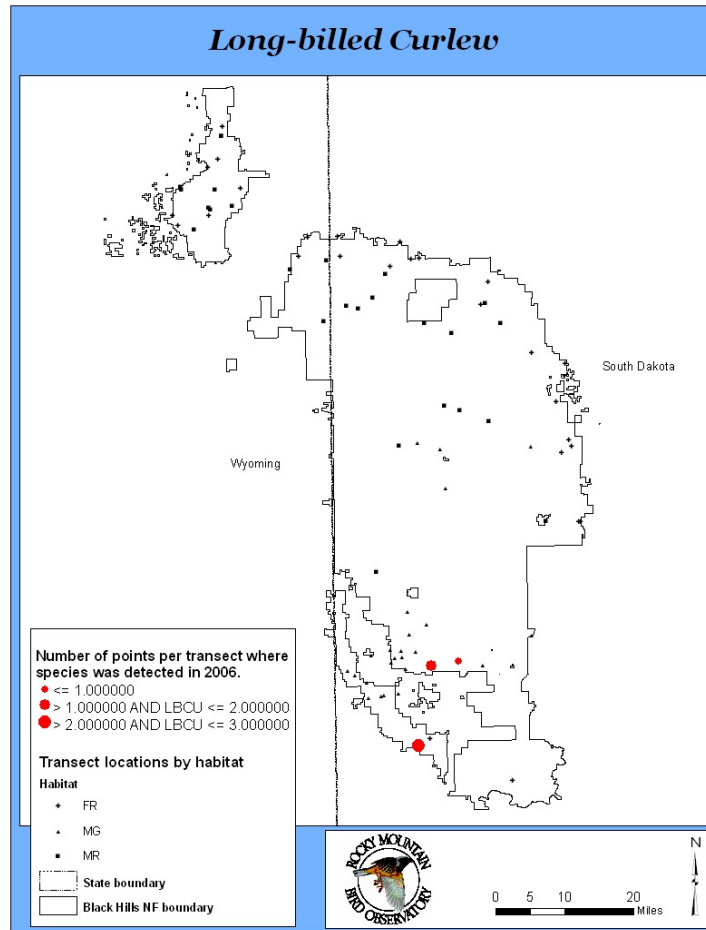 Long-billed Curlew
South Dakota
Wyoming
Number of points per transect where
species was detected in 2006.
<= 1.000000
> 1.000000 AND LBCU <= 2.000000
> 2.000000 AND LBCU <= 3.000000
Transect locations by habitat
Habitat
FR
MG
MR
State boundary
Black Hills NF boundary
ROCKY MOUNTAIN
BIRD OBSERVATORY
N
0 5 10 20
Miles